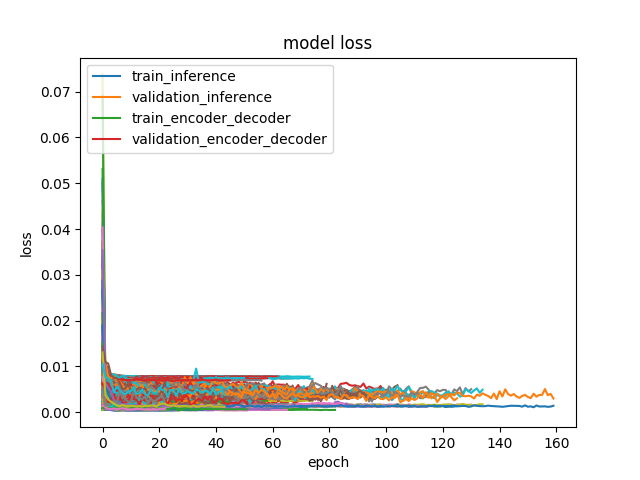 model loss
train_inference
validation_inference
train_encoder_decoder
validation_encoder_decoder
0.07
0.06
0.05
0.04
0.03
0.02
0.01
0.00
loss
0 20 40 60 80 100 120 140 160
epoch